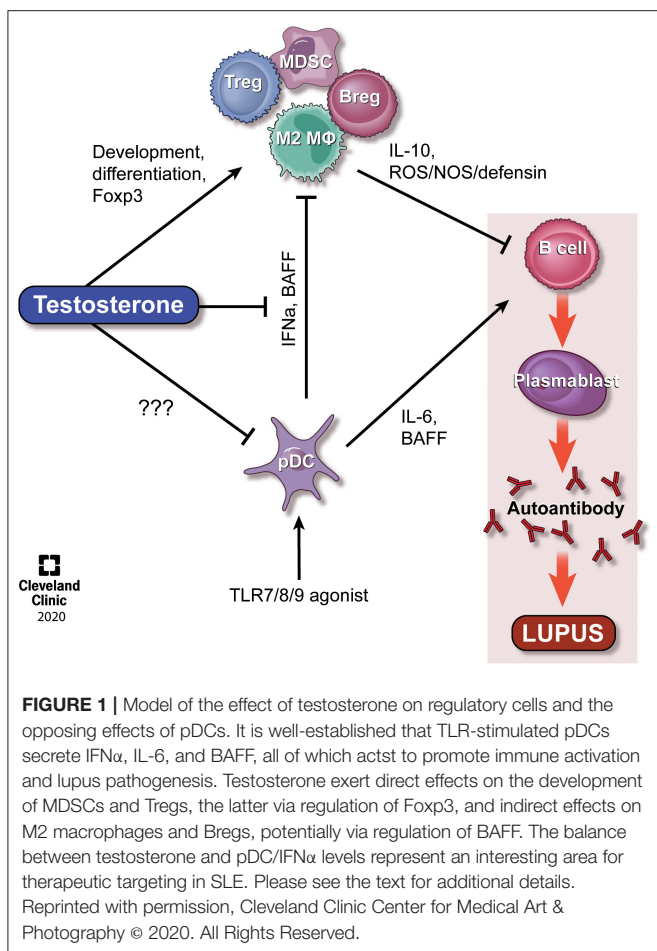 MDSC
Treg
Breg
M2 MΦ
Development,
differentiation,
Foxp3
IL-10,
ROS/NOS/defensin
B cell
Testosterone
IFNa, BAFF
Plasmablast
???
IL-6,
BAFF
pDC
Autoantibody
Cleveland
Clinic
2020
TLR7/8/9 agonist
LUPUS
FIGURE 1 | Model of the effect of testosterone on regulatory cells and the
opposing effects of pDCs. It is well-established that TLR-stimulated pDCs
secrete IFNα, IL-6, and BAFF, all of which actst to promote immune activation
and lupus pathogenesis. Testosterone exert direct effects on the development
of MDSCs and Tregs, the latter via regulation of Foxp3, and indirect effects on
M2 macrophages and Bregs, potentially via regulation of BAFF. The balance
between testosterone and pDC/IFNα levels represent an interesting area for
therapeutic targeting in SLE. Please see the text for additional details.
Reprinted with permission, Cleveland Clinic Center for Medical Art &
Photography © 2020. All Rights Reserved.